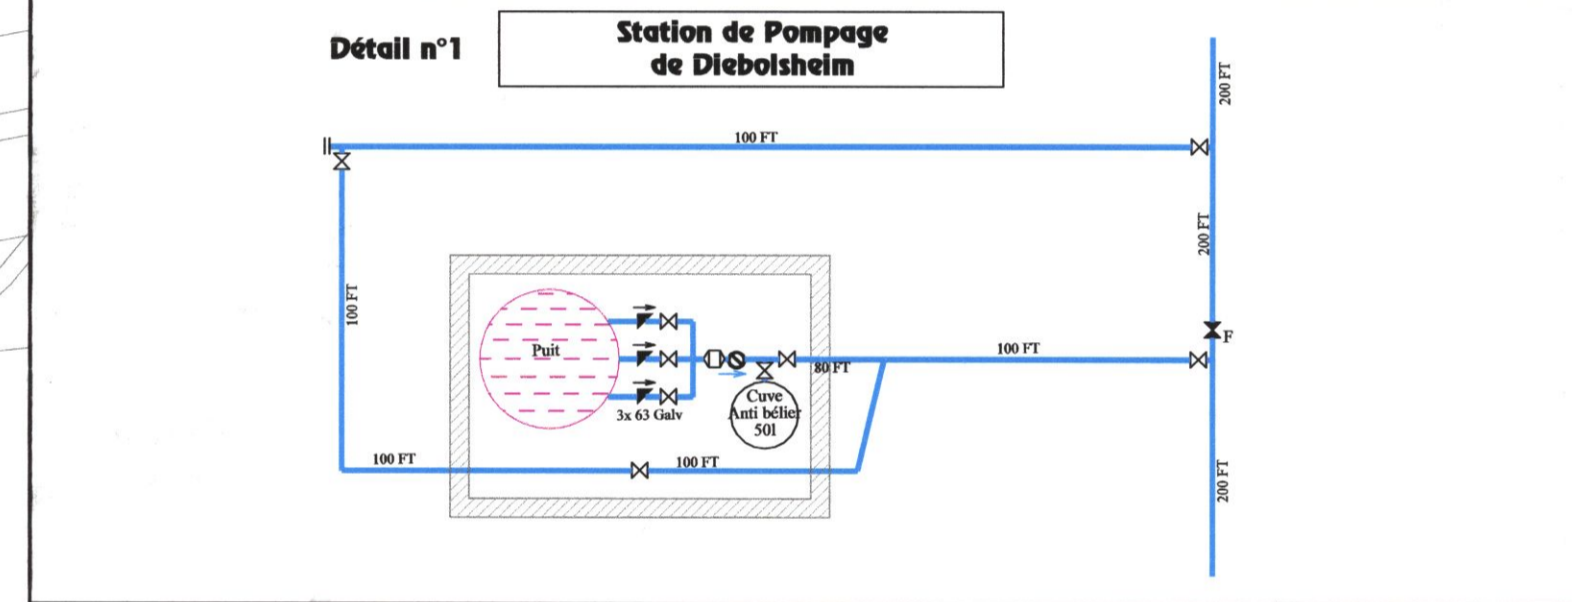 Détail n°1
Station de Pompage
de Diebolsheim
200 FT
100 FT
200 FT
100 FT
Puit
F
100 FT
80 FT
3x 63 Galv
Cuve
Anti bélier
50l
100 FT
100 FT
200 FT